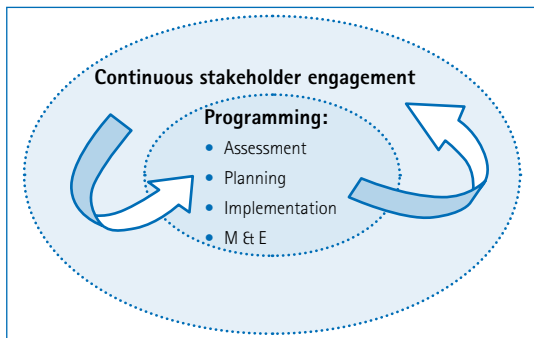 Continuous stakeholder engagement
Programming:
• Assessment
• Planning
• Implementation
• M & E